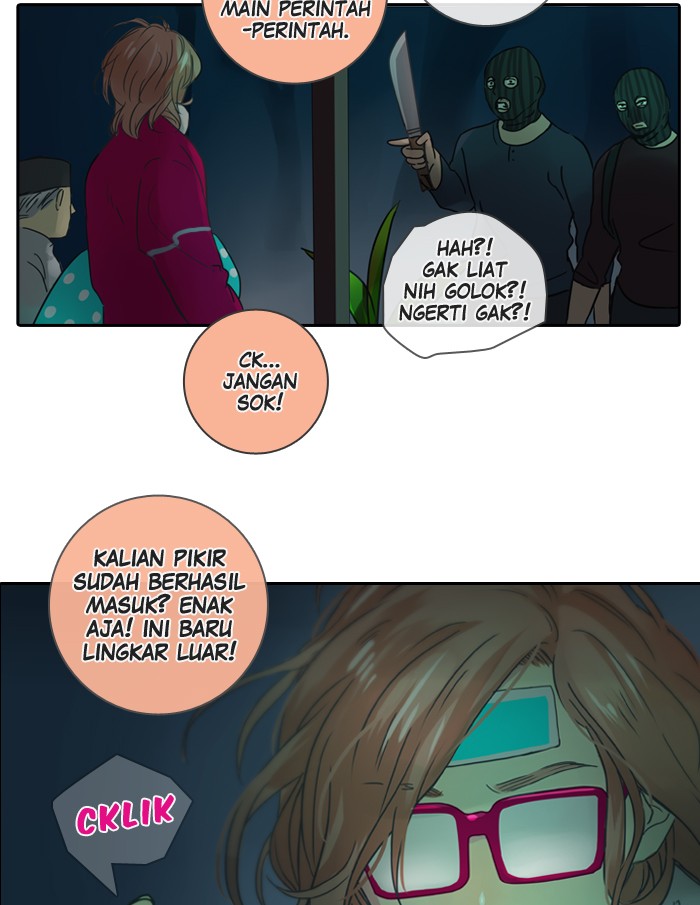 MAIN PERINTAH
-PERINTAH.
HAH?!
GAK LIAT
NIH GOLOK?!
NGERTI GAK?!
CK...
JANGAN
SOK!
KALIAN PIKIR
SUDAH BERHASIL
MASUK? ENAK
AJA! INI BARU
LINGKAR LUAR!
CKLIK